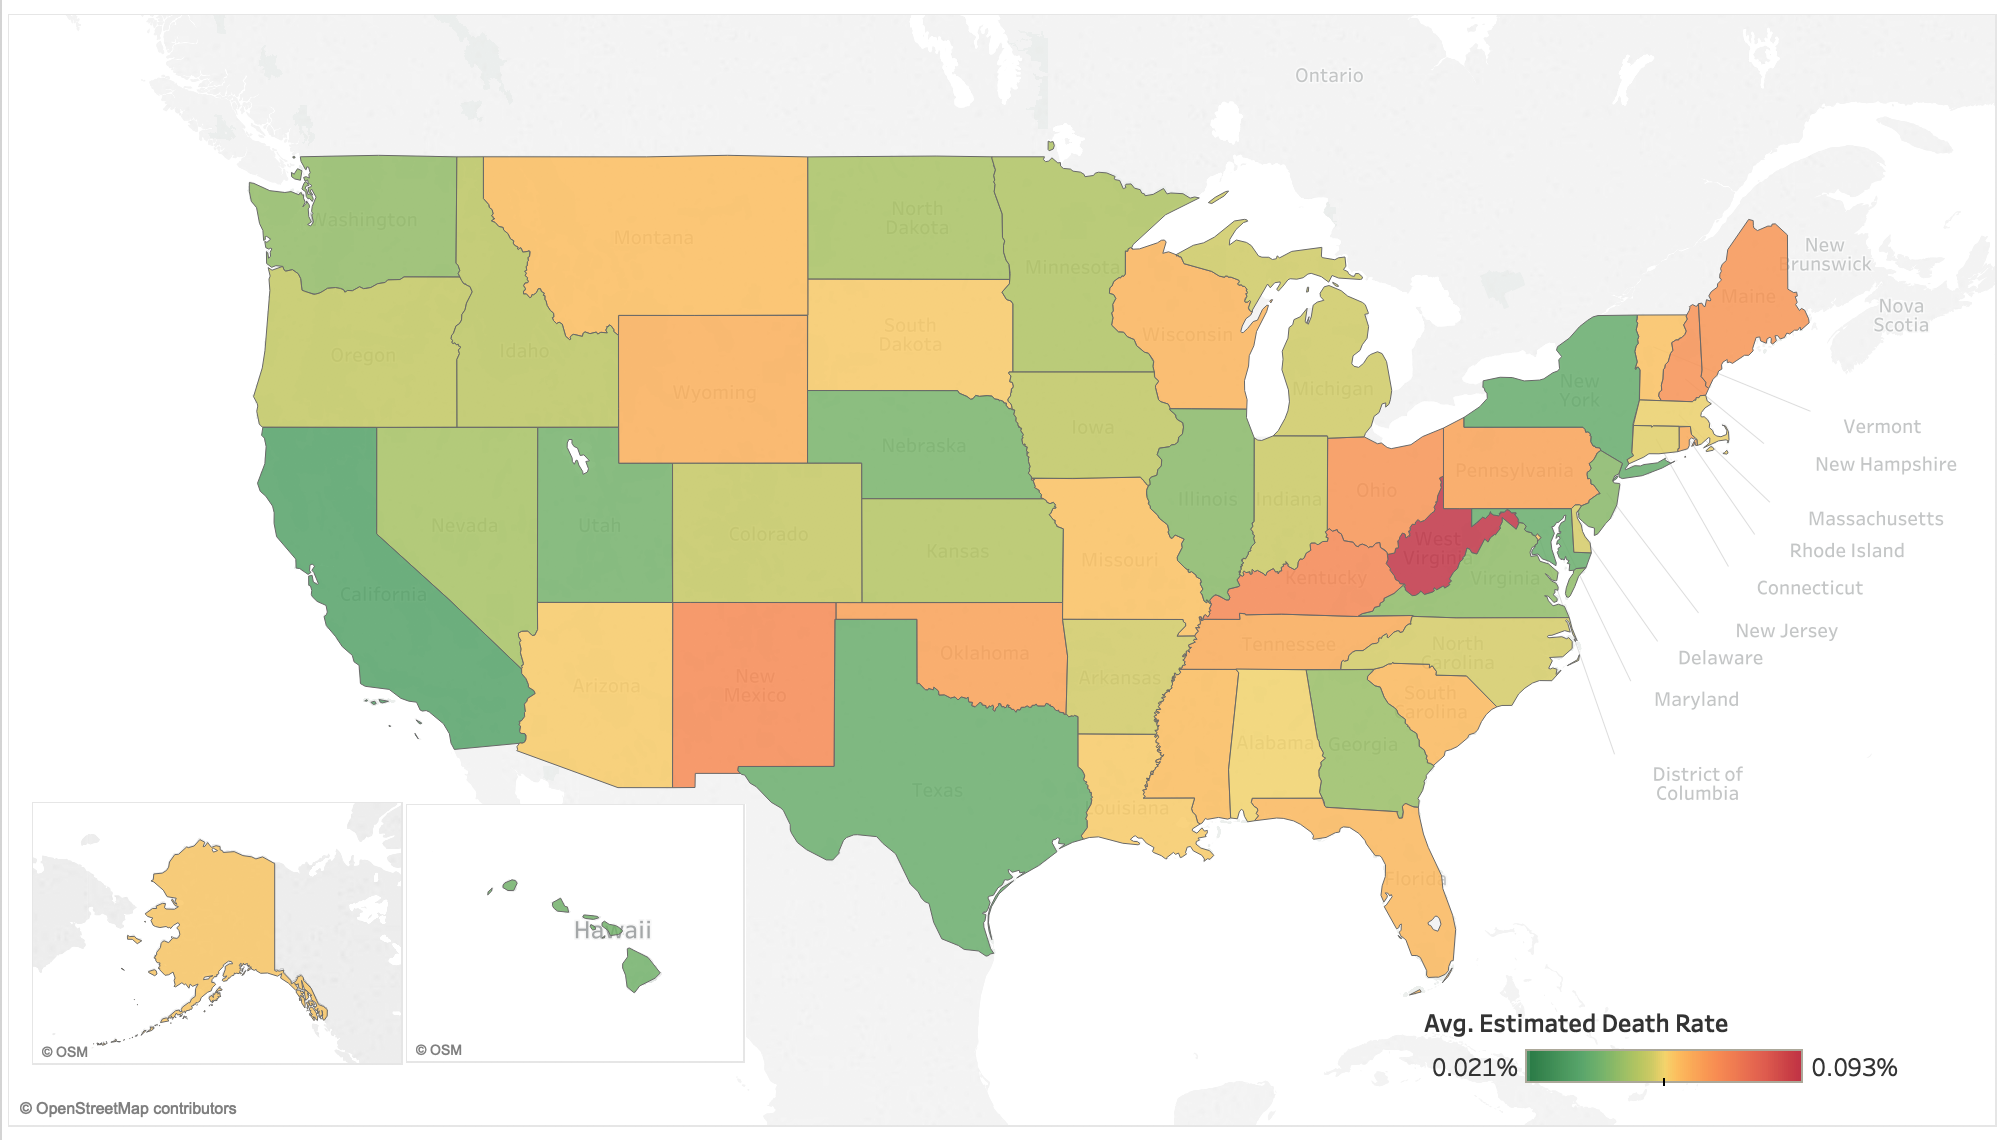 Ontario
New
Brunswick
Nova
Scotia
Washington
Montana
North
Dakota
Minnesota
Maine
Oregon
Idaho
South
Dakota
Wisconsin
Michigan
New
York
Wyoming
Vermont
New Hampshire
Iowa
Nebraska
Pennsylvania
Ohio
Illinois
Indiana
Massachusetts
Rhode Island
Nevada
Utah
Colorado
Kansas
Missouri
West
Virginia
Virginia
Kentucky
Connecticut
California
New Jersey
Tennessee
North
Carolina
Oklahoma
Delaware
Arkansas
Arizona
New
Mexico
South
Carolina
Maryland
Alabama
Georgia
District of
Columbia
Texas
Louisiana
Florida
Hawaii
© OSM
© OSM
Avg. Estimated Death Rate
0.021%
0.093%
© OpenStreetMap contributors